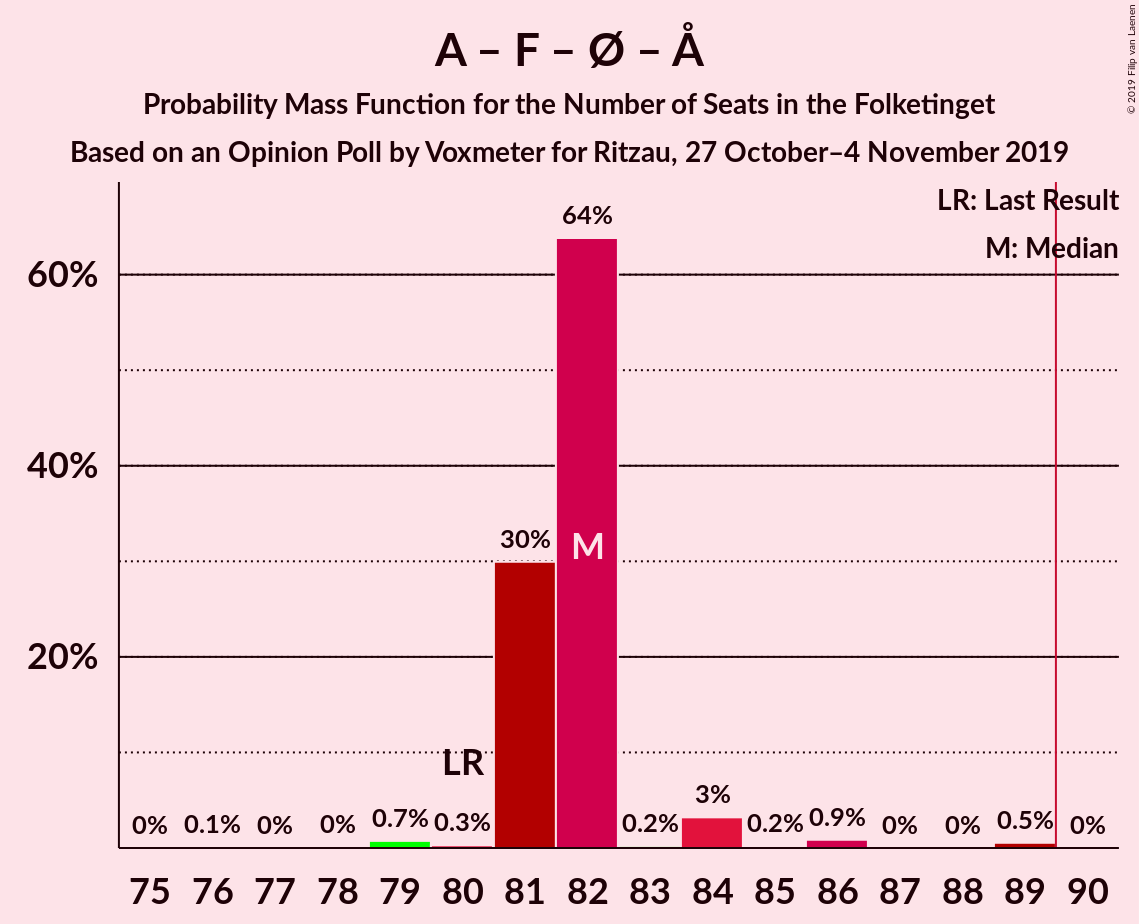 A – F – Ø – Å
Probability Mass Function for the Number of Seats in the Folketinget
Based on an Opinion Poll by Voxmeter for Ritzau, 27 October–4 November 2019
© 2019 Filip van Laenen
LR: Last Result
M: Median
64%
60%
40%
30%
M
20%
LR
0% 0.1% 0% 0% 0.7% 0.3% 0.2% 3% 0.2% 0.9% 0% 0% 0.5% 0%
75 76 77 78 79 80 81 82 83 84 85 86 87 88 89 90